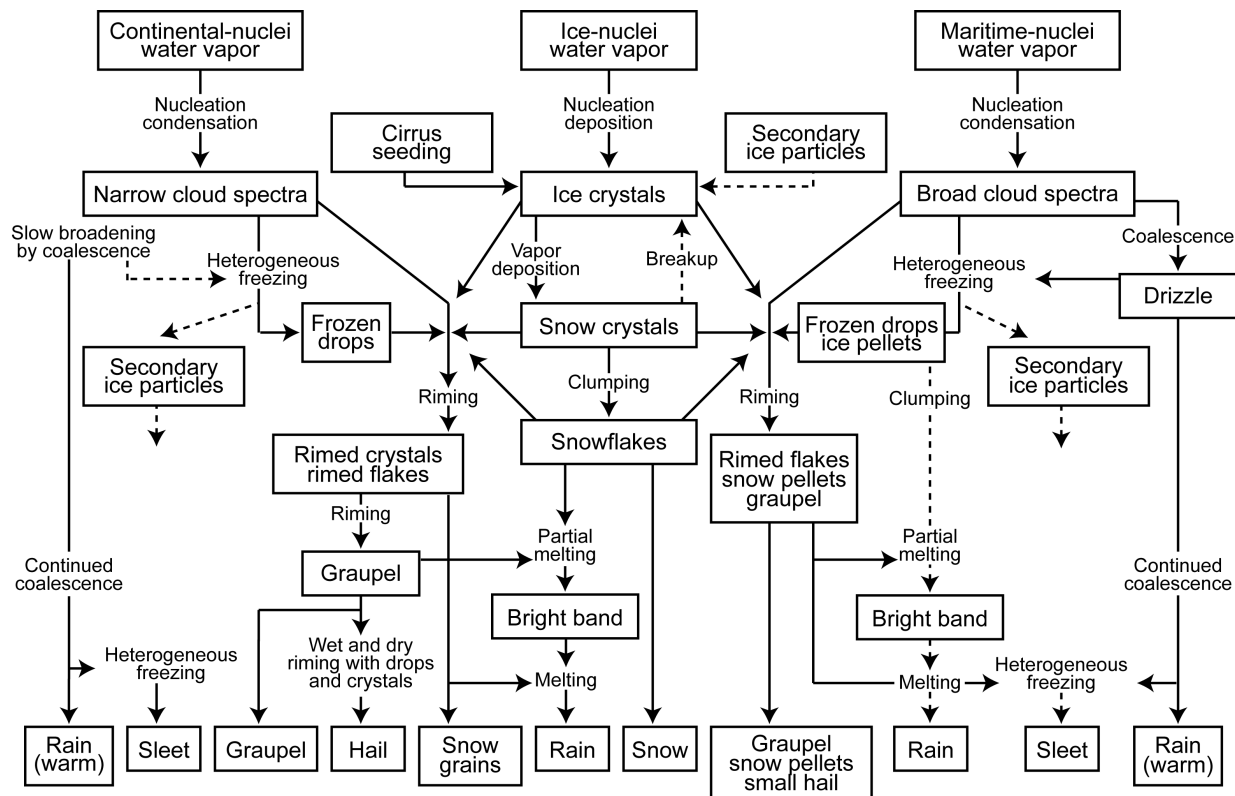 Continental-nuclei
water vapor
Ice-nuclei
water vapor
Maritime-nuclei
water vapor
Nucleation
condensation
Nucleation
deposition
Nucleation
condensation
Cirrus
seeding
Secondary
ice particles
Narrow cloud spectra
Ice crystals
Broad cloud spectra
Slow broadening
by coalescence
Heterogeneous
freezing
Vapor
deposition
Breakup
Heterogeneous
freezing
Coalescence
Drizzle
Frozen
drops
Snow crystals
Frozen drops
ice pellets
Secondary
ice particles
Riming
Clumping
Riming
Clumping
Secondary
ice particles
Rimed crystals
rimed flakes
Snowflakes
Rimed flakes
snow pellets
graupel
Riming
Partial
melting
Partial
melting
Continued
coalescence
Graupel
Continued
coalescence
Bright band
Bright band
Heterogeneous
freezing
Wet and dry
riming with drops
and crystals
Melting
Melting
Heterogeneous
freezing
Rain
(warm)
Sleet
Graupel
Hail
Snow
grains
Rain
Snow
Graupel
snow pellets
small hail
Rain
Sleet
Rain
(warm)